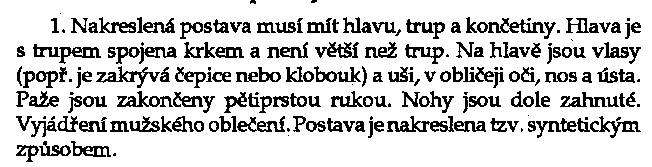 1. Nakreslená postava musí mít hlavu, trup a končetiny. Hlava je
s trupem spojena krkem a není větší než trup. Na hlavě jsou vlasy
(popř. je zakrývá čepice nebo klobouk) a uši, v obličeji oči, nos a ústa.
Paže jsou zakončeny pětiprstou rukou. Nohy jsou dole zahnuté.
Vyjádření mužského oblečení. Postava je nakreslena tzv. syntetickým
způsobem.